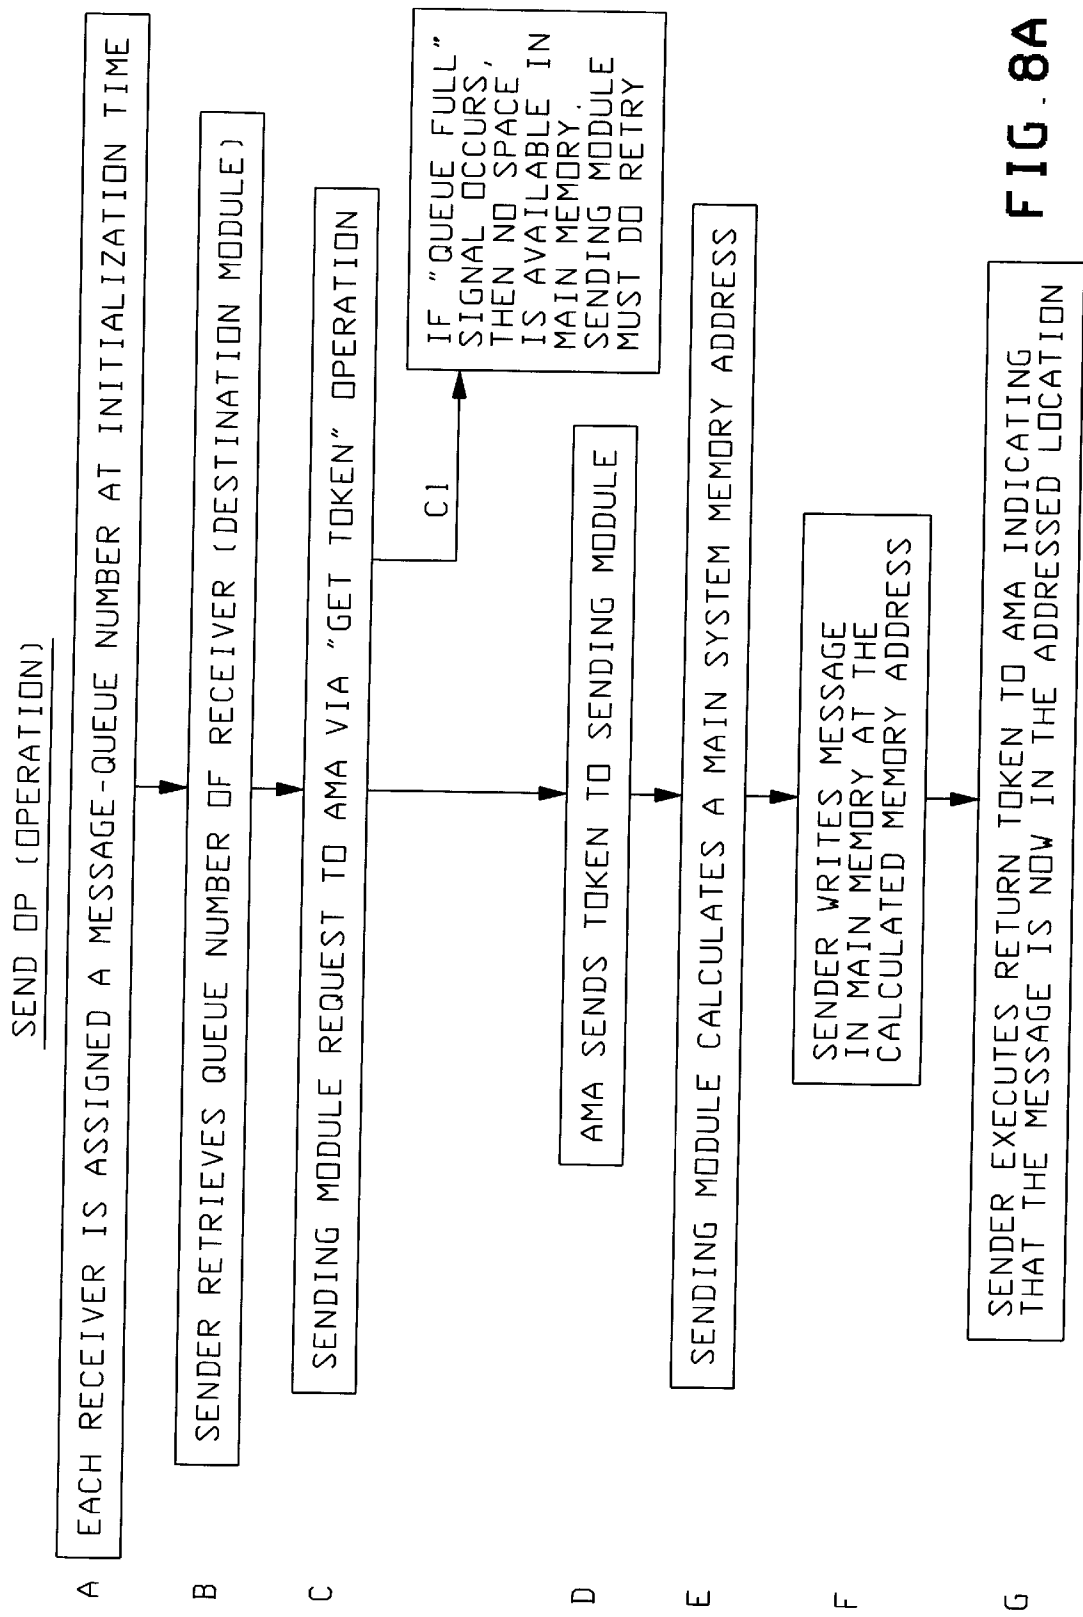 SEND OP (OPERATION)
A EACH RECEIVER IS ASSIGNED A MESSAGE-QUEUE NUMBER AT INITIALIZATION TIME
B SENDER RETRIEVES QUEUE NUMBER OF RECEIVER (DESTINATION MODULE)
C SENDING MODULE REQUEST TO AMA VIA "GET TOKEN" OPERATION
C1
IF "QUEUE FULL"
SIGNAL OCCURS,
THEN NO SPACE
IS AVAILABLE IN
MAIN MEMORY.
SENDING MODULE
MUST DO RETRY
D AMA SENDS TOKEN TO SENDING MODULE
E SENDING MODULE CALCULATES A MAIN SYSTEM MEMORY ADDRESS
F SENDER WRITES MESSAGE
IN MAIN MEMORY AT THE
CALCULATED MEMORY ADDRESS
G SENDER EXECUTES RETURN TOKEN TO AMA INDICATING
THAT THE MESSAGE IS NOW IN THE ADDRESSED LOCATION
FIG. 8A